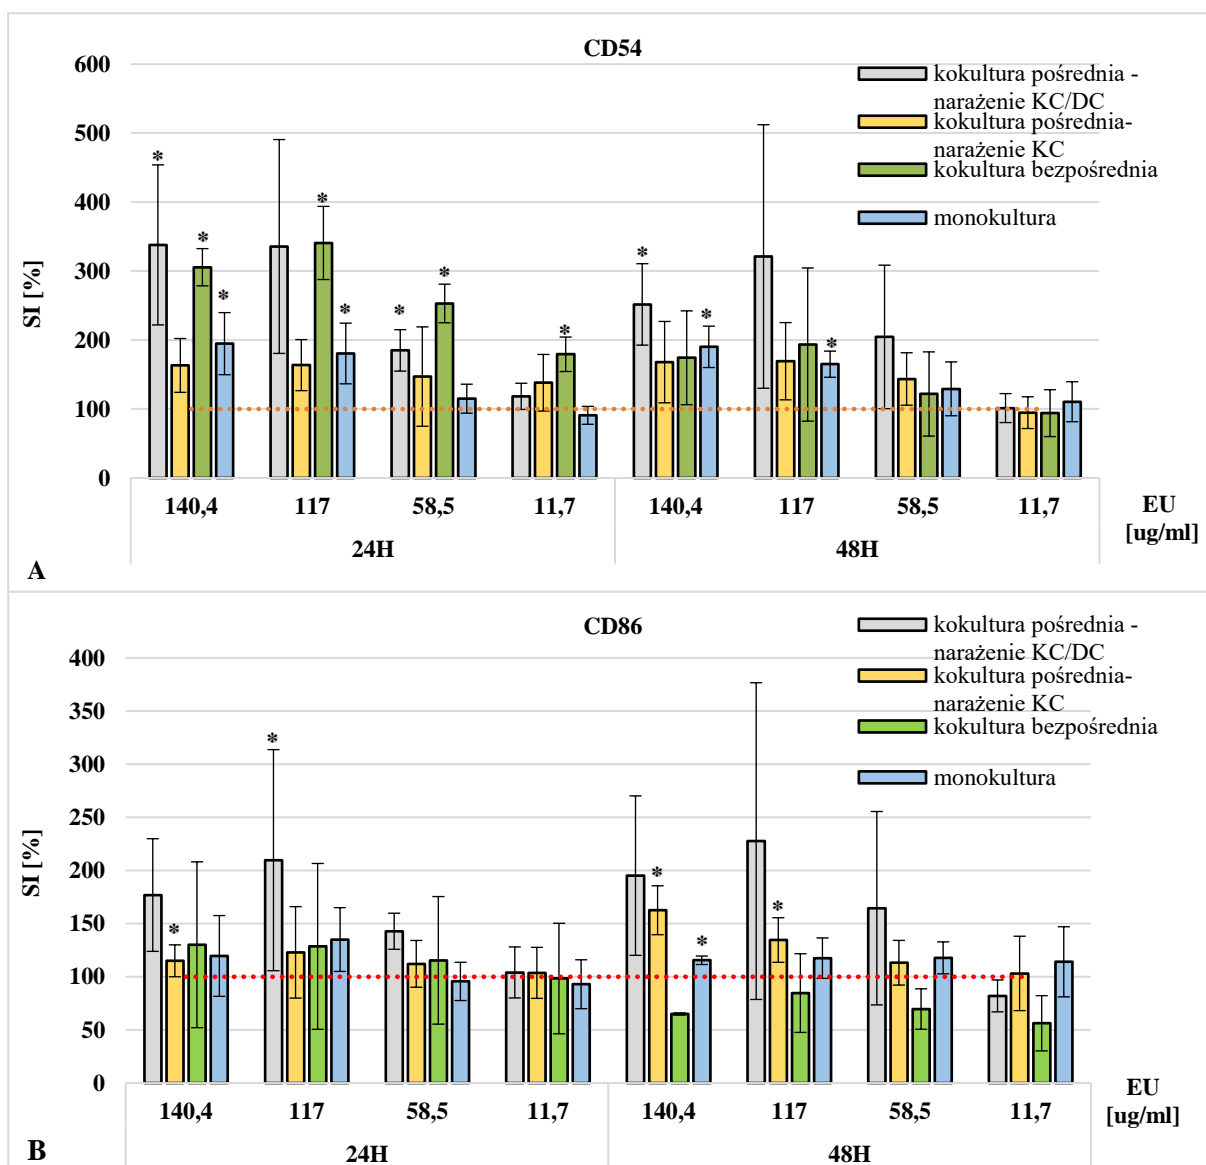 CD54
600
500
400
300
200
100
0
SI [%]
kokultura pośrednia -
narażenie KC/DC
kokultura pośrednia-
narażenie KC
kokultura bezpośrednia
monokultura
* * * * * * * * * * * *
140,4 117 58,5 11,7 140,4 117 58,5 11,7
24H 48H
EU
[ug/ml]
A
CD86
400
350
300
250
200
150
100
50
0
SI [%]
kokultura pośrednia -
narażenie KC/DC
kokultura pośrednia-
narażenie KC
kokultura bezpośrednia
monokultura
* * * * *
140,4 117 58,5 11,7 140,4 117 58,5 11,7
24H 48H
EU
[ug/ml]
B